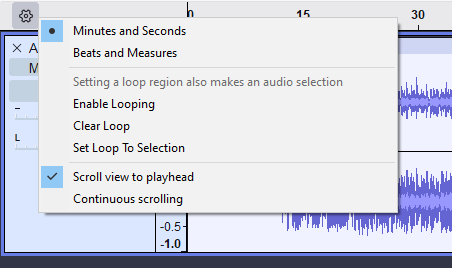 0 15 30
Minutes and Seconds
Beats and Measures
Setting a loop region also makes an audio selection
Enable Looping
Clear Loop
Set Loop To Selection
Scroll view to playhead
Continuous scrolling
A
M
L
-0.5
-1.0